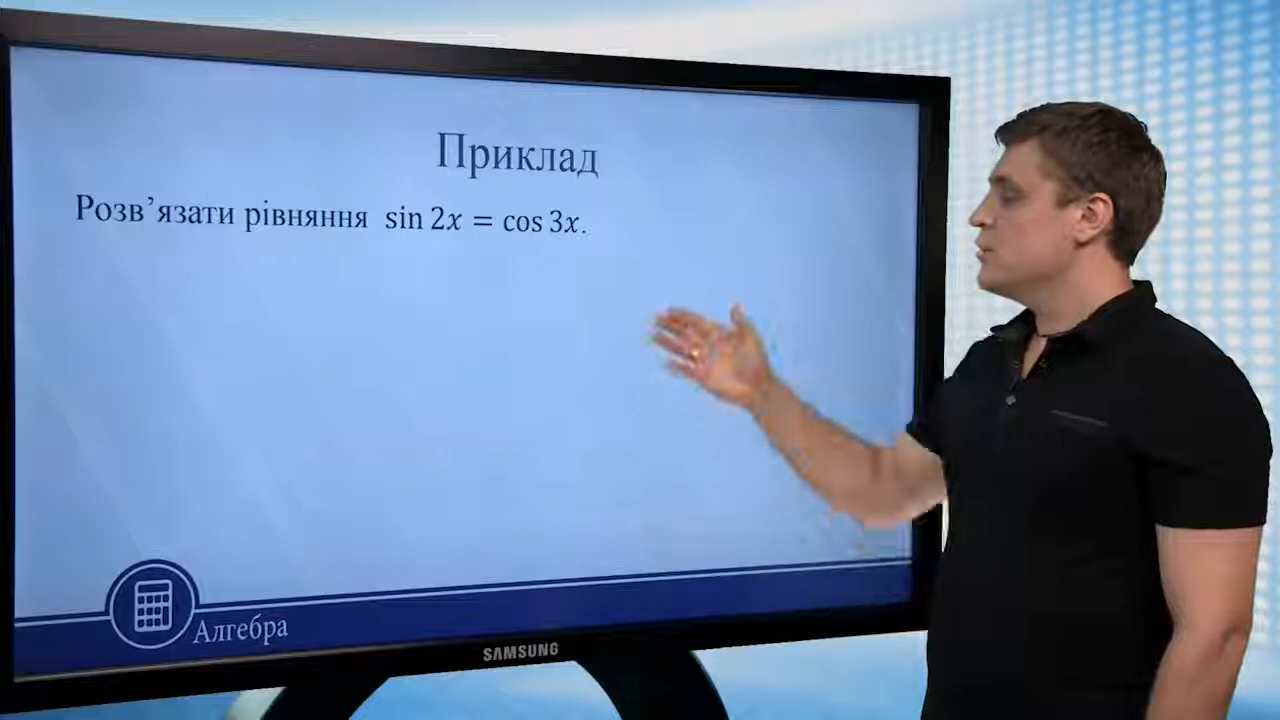 Приклад
Розв’язати рівняння sin 2x = cos 3x.
Алгебра
SAMSUNG